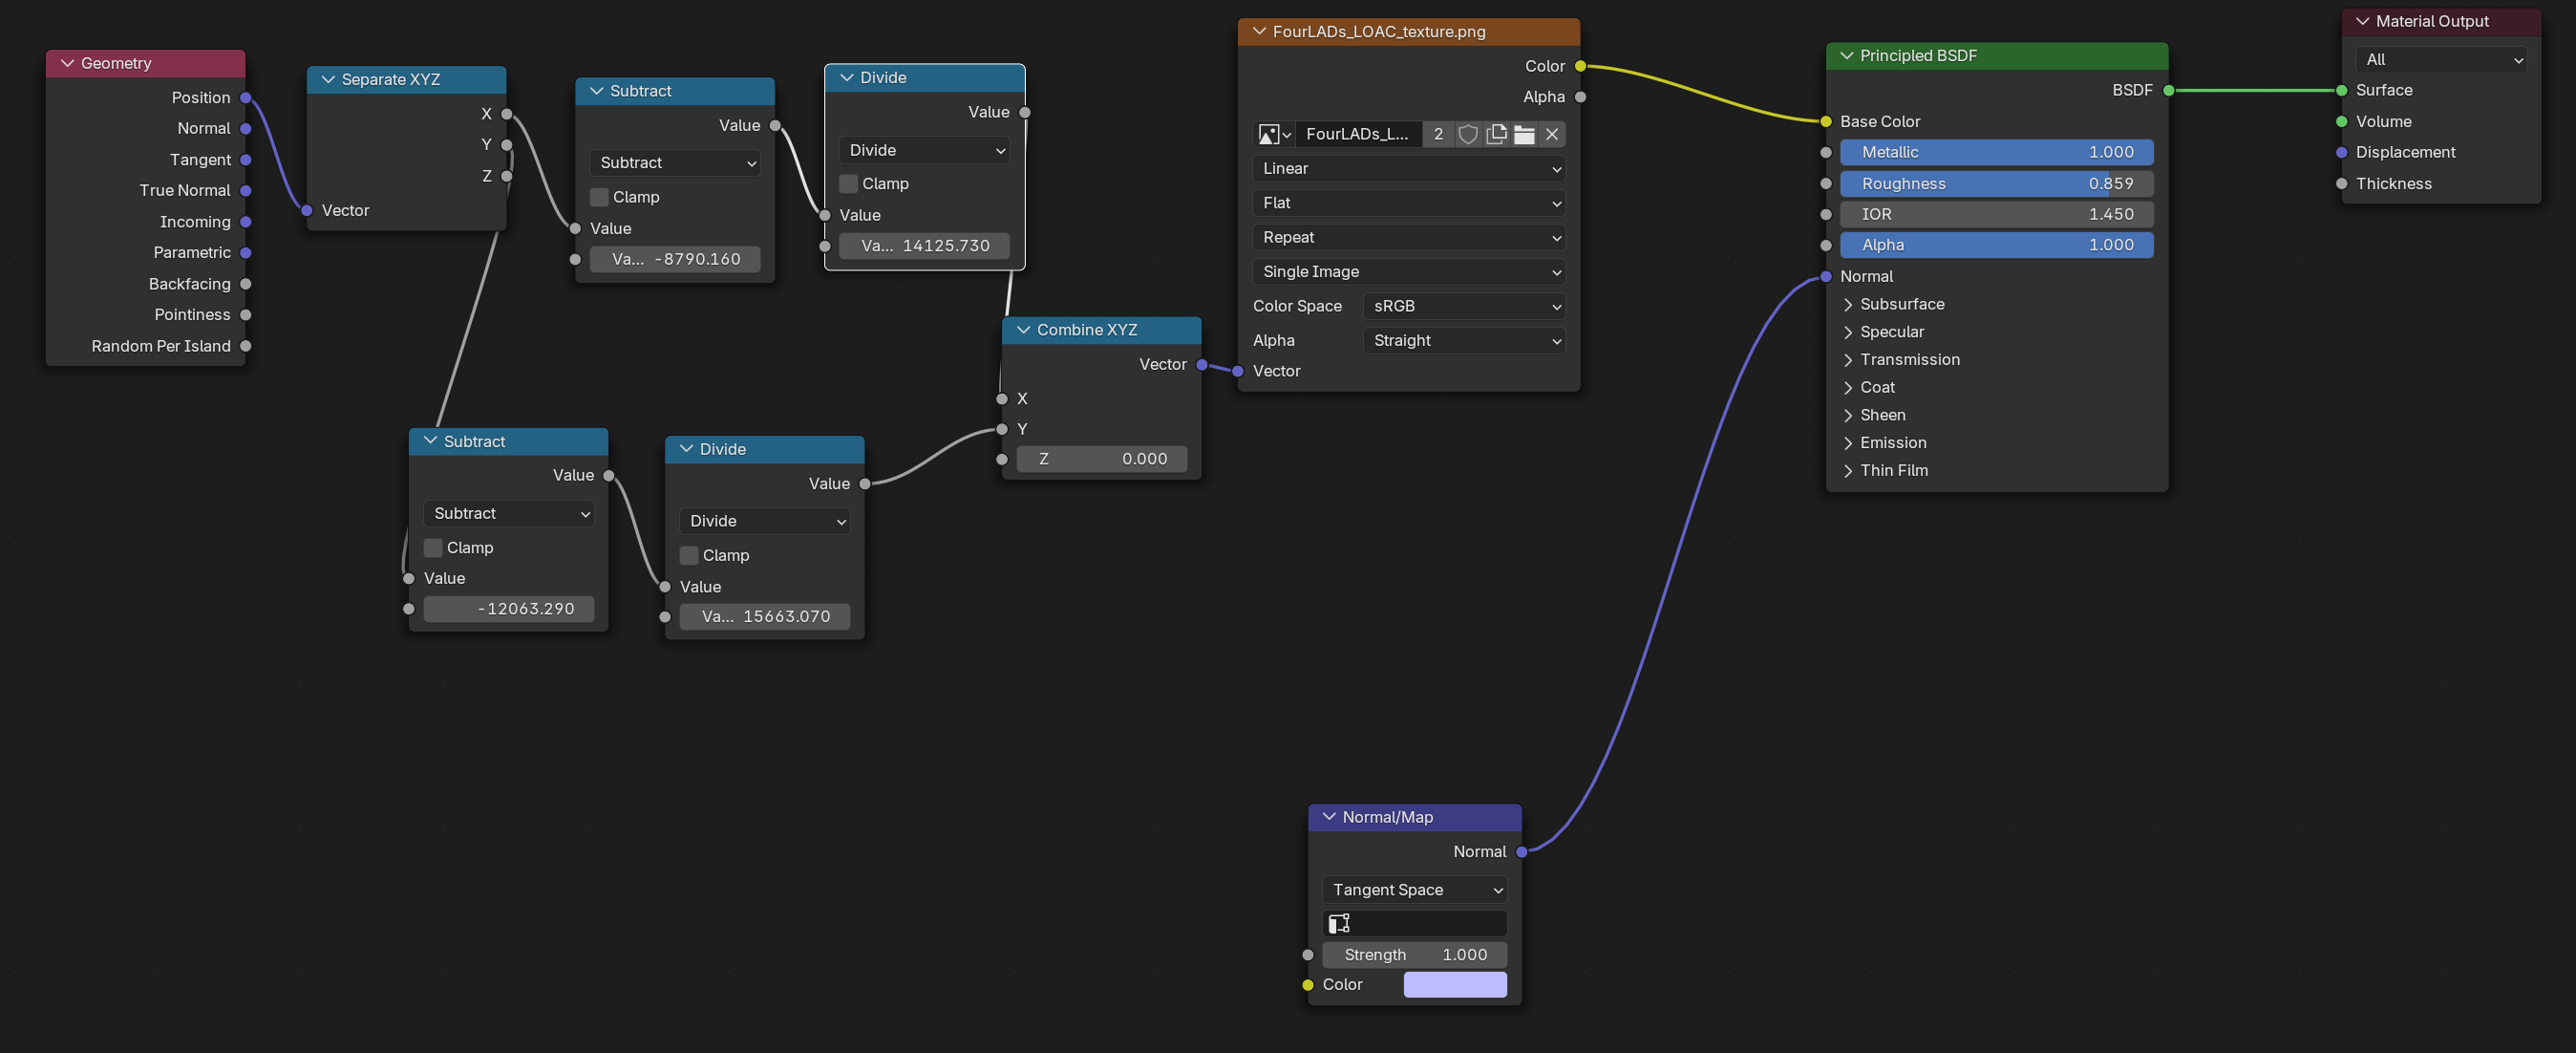 Geometry
Position
Normal
Tangent
True Normal
Incoming
Parametric
Backfacing
Pointiness
Random Per Island
Separate XYZ
X
Y
Z
Vector
Subtract
Value
Subtract
Clamp
Value
Va... -8790.160
Divide
Value
Divide
Clamp
Value
Va... 14125.730
Subtract
Value
Subtract
Clamp
Value
-12063.290
Divide
Value
Divide
Clamp
Value
Va... 15663.070
Combine XYZ
Vector
X
Y
Z 0.000
FourLADs_LOAC_texture.png
Color
Alpha
FourLADs_L... 2
Linear
Flat
Repeat
Single Image
Color Space sRGB
Alpha Straight
Vector
Normal/Map
Normal
Tangent Space
Strength 1.000
Color
Principled BSDF
BSDF
Base Color
Metallic 1.000
Roughness 0.859
IOR 1.450
Alpha 1.000
Normal
Subsurface
Specular
Transmission
Coat
Sheen
Emission
Thin Film
Material Output
All
Surface
Volume
Displacement
Thickness